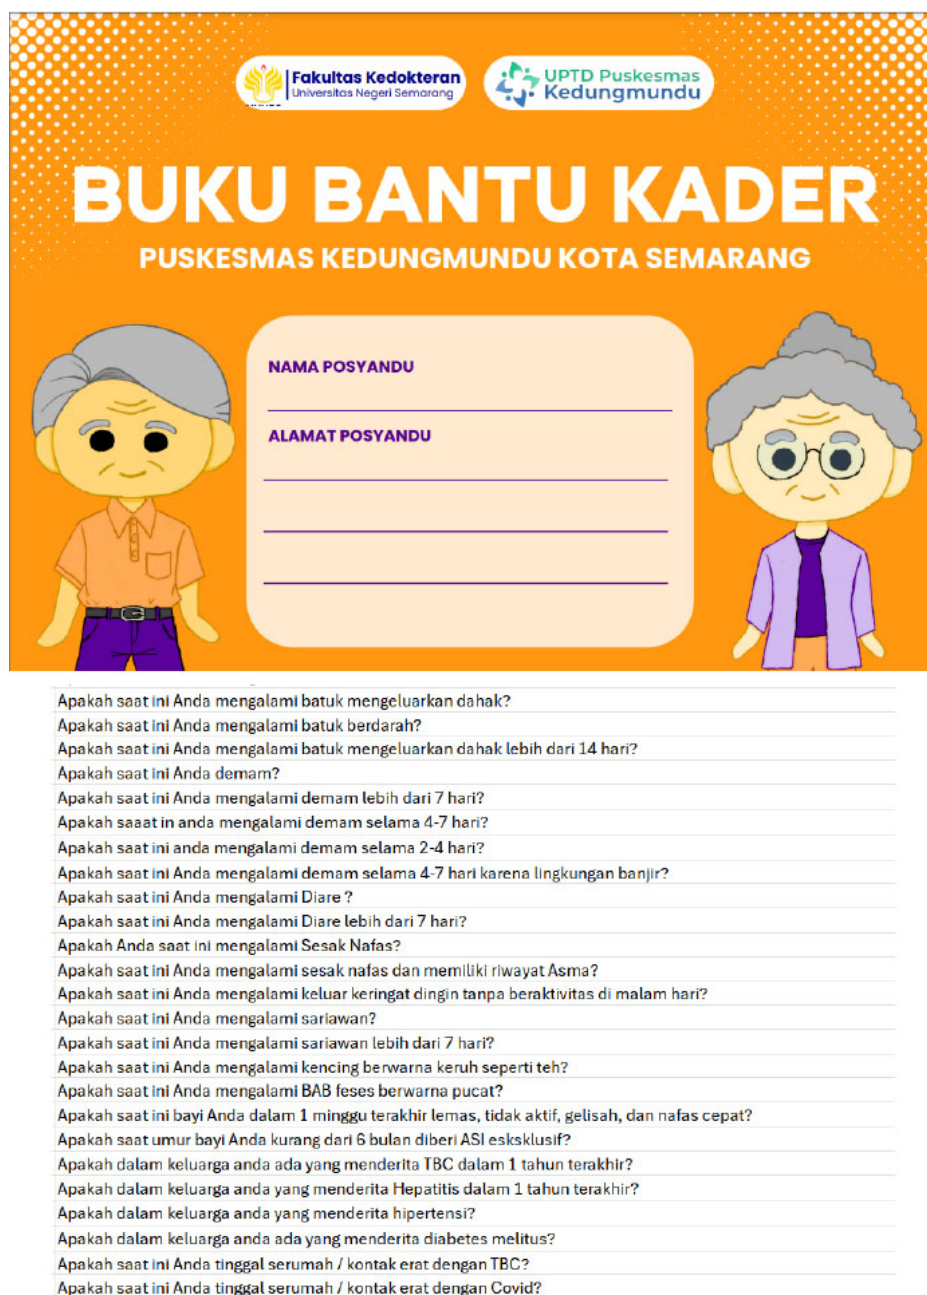 Fakultas Kedokteran
Universitas Negeri Semarang
UPTD Puskesmas
Kedungmundu
BUKU BANTU KADER
PUSKESMAS KEDUNGMUNDU KOTA SEMARANG
NAMA POSYANDU
ALAMAT POSYANDU
Apakah saat ini Anda mengalami batuk mengeluarkan dahak?
Apakah saat ini Anda mengalami batuk berdarah?
Apakah saat ini Anda mengalami batuk mengeluarkan dahak lebih dari 14 hari?
Apakah saat ini Anda demam?
Apakah saat ini Anda mengalami demam lebih dari 7 hari?
Apakah saaat in anda mengalami demam selama 4-7 hari?
Apakah saat ini anda mengalami demam selama 2-4 hari?
Apakah saat ini Anda mengalami demam selama 4-7 hari karena lingkungan banjir?
Apakah saat ini Anda mengalami Diare ?
Apakah saat ini Anda mengalami Diare lebih dari 7 hari?
Apakah Anda saat ini mengalami Sesak Nafas?
Apakah saat ini Anda mengalami sesak nafas dan memiliki riwayat Asma?
Apakah saat ini Anda mengalami keluar keringat dingin tanpa beraktivitas di malam hari?
Apakah saat ini Anda mengalami sariawan?
Apakah saat ini Anda mengalami sariawan lebih dari 7 hari?
Apakah saat ini Anda mengalami kencing berwarna keruh seperti teh?
Apakah saat ini Anda mengalami BAB feses berwarna pucat?
Apakah saat ini bayi Anda dalam 1 minggu terakhir lemas, tidak aktif, gelisah, dan nafas cepat?
Apakah saat umur bayi Anda kurang dari 6 bulan diberi ASI esksklusif?
Apakah dalam keluarga anda ada yang menderita TBC dalam 1 tahun terakhir?
Apakah dalam keluarga anda yang menderita Hepatitis dalam 1 tahun terakhir?
Apakah dalam keluarga anda yang menderita hipertensi?
Apakah dalam keluarga anda ada yang menderita diabetes melitus?
Apakah saat ini Anda tinggal serumah / kontak erat dengan TBC?
Apakah saat ini Anda tinggal serumah / kontak erat dengan Covid?